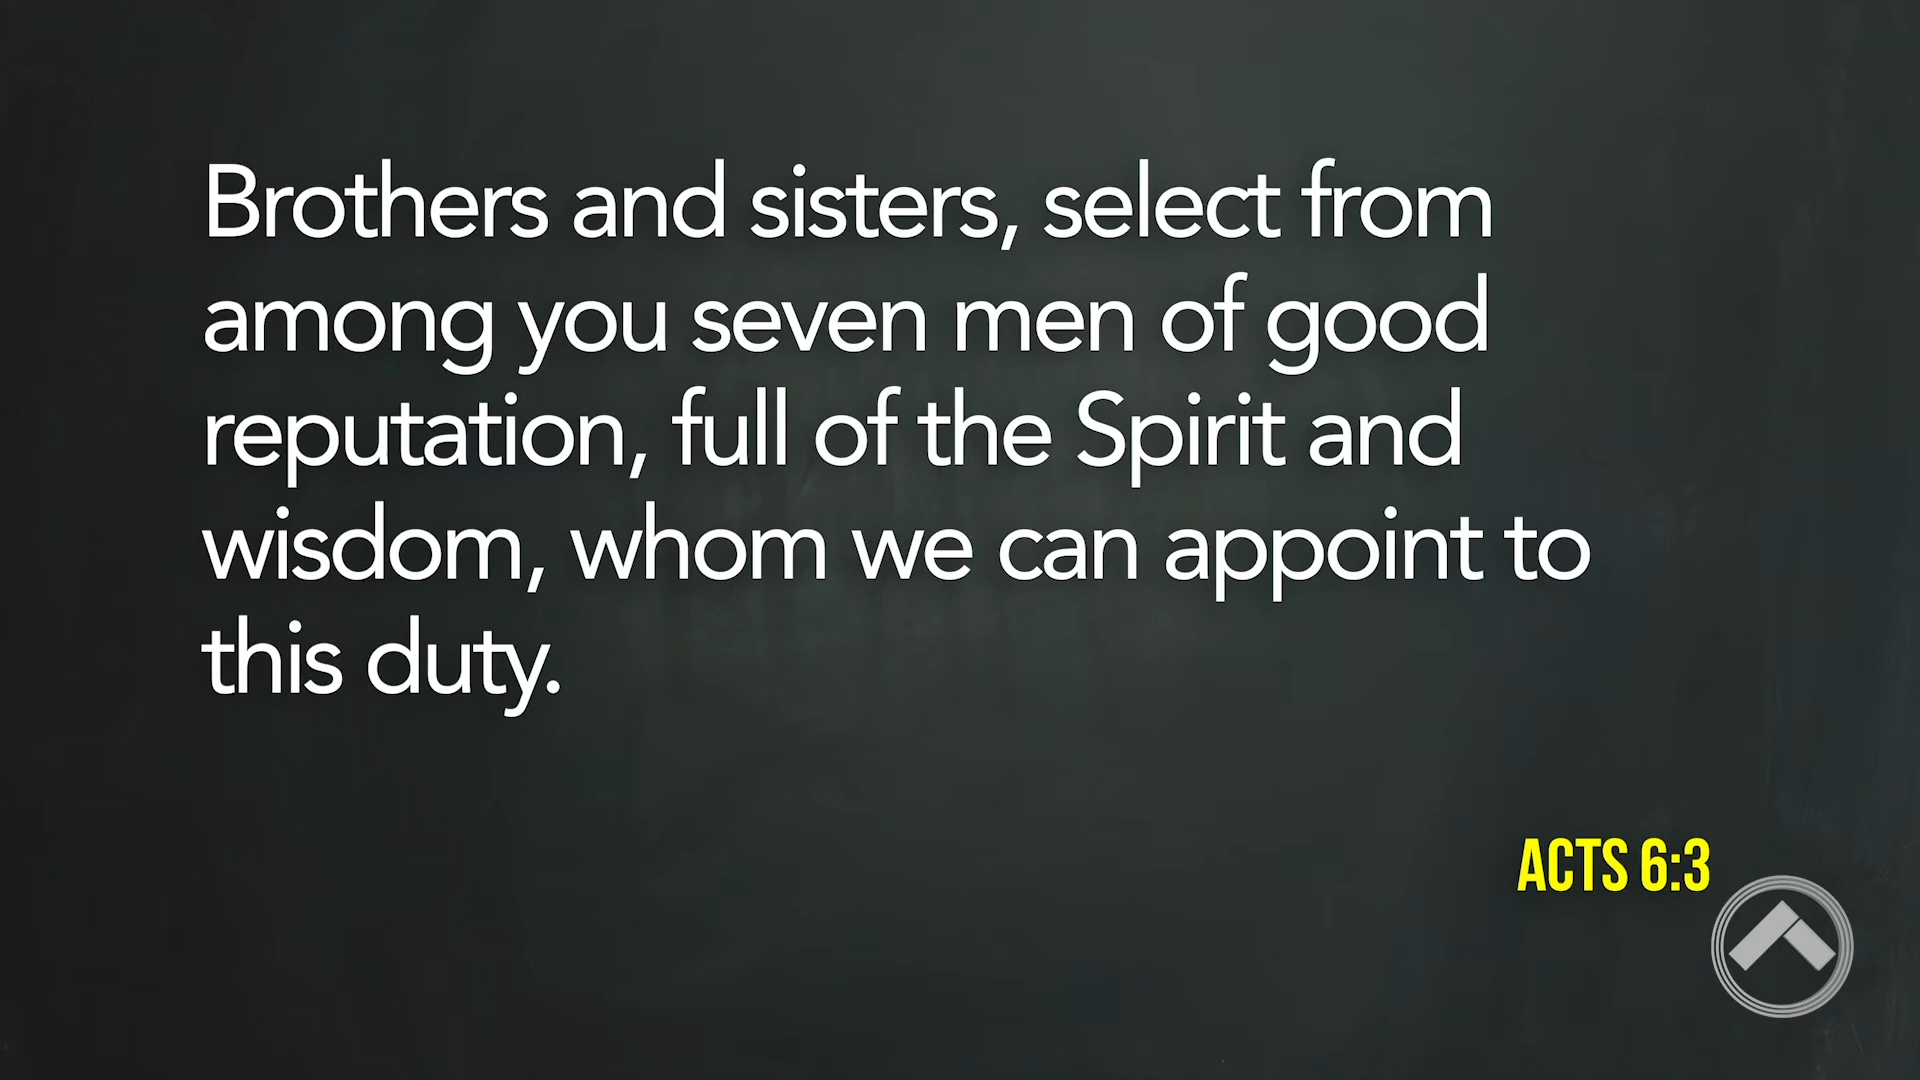 Brothers and sisters, select from
among you seven men of good
reputation, full of the Spirit and
wisdom, whom we can appoint to
this duty.
ACTS 6:3